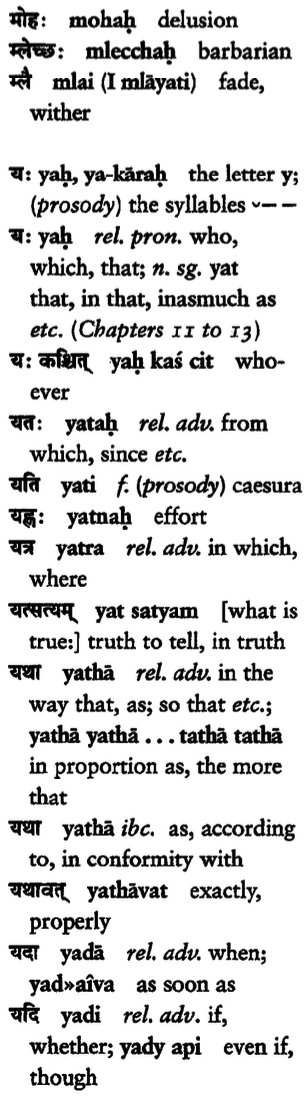 मोहः mohaḥ delusion
म्लेच्छः mlecchaḥ barbarian
म्लै mlai (I mlāyati) fade,
wither
यः yaḥ, ya-kāraḥ the letter y;
(prosody) the syllables ⏑– –
यः yaḥ rel. pron. who,
which, that; n. sg. yat
that, in that, inasmuch as
etc. (Chapters 11 to 13)
यः कश्चित् yaḥ kaś cit who-
ever
यतः yataḥ rel. adv. from
which, since etc.
यति yati f. (prosody) caesura
यत्नः yatnaḥ effort
यत्र yatra rel. adv. in which,
where
यत्सत्यम् yat satyam [what is
true:] truth to tell, in truth
यथा yathā rel. adv. in the
way that, as; so that etc.;
yathā yathā ... tathā tathā
in proportion as, the more
that
यथा yathā ibc. as, according
to, in conformity with
यथावत् yathāvat exactly,
properly
यदा yadā rel. adv. when;
yad»aîva as soon as
यदि yadi rel. adv. if,
whether; yady api even if,
though